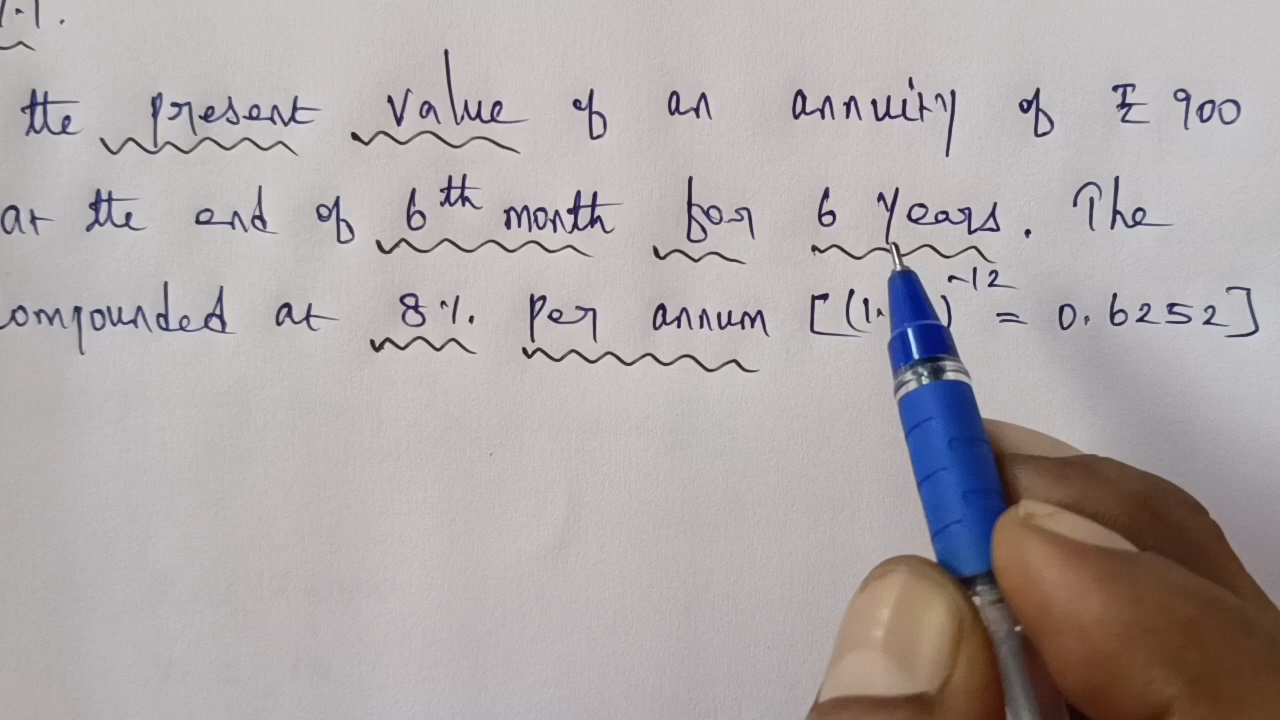 the present value of an annuity of ₹ 900
at the end of 6th month for 6 years. The
compounded at 8% per annum [(1. )^-12 = 0.6252]